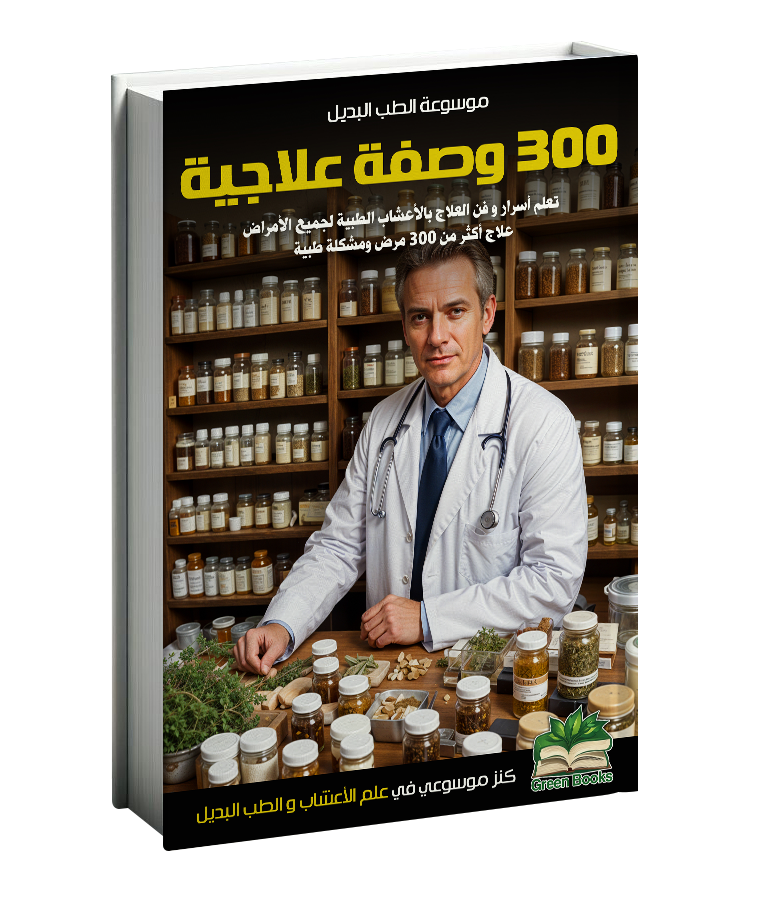 موسوعة الطب البديل
300 وصفة علاجية
تعلم أسرار و فن العلاج بالأعشاب الطبية لجميع الأمراض
علاج أكثر من 300 مرض ومشكلة طبية
Green Books
كنز موسوعي في علم الأعشاب و الطب البديل